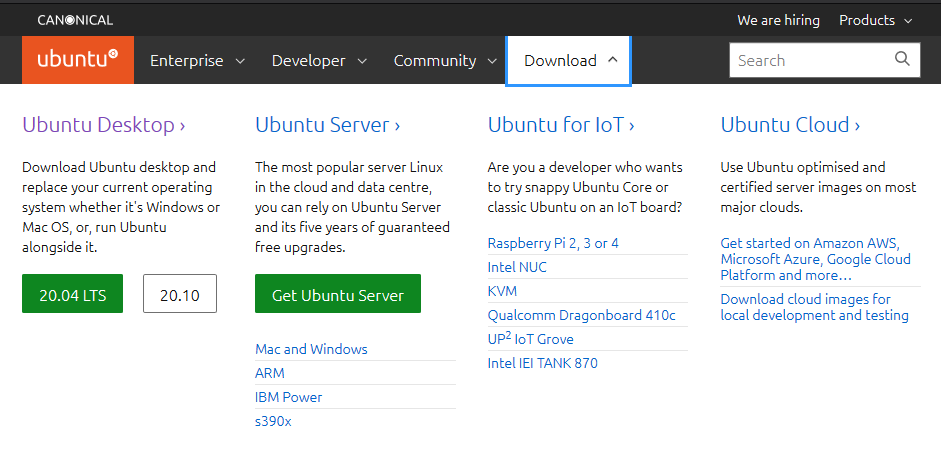 CANONICAL
We are hiring Products
ubuntu Enterprise Developer Community Download Search
Ubuntu Desktop ›
Download Ubuntu desktop and
replace your current operating
system whether it's Windows or
Mac OS, or, run Ubuntu
alongside it.
20.04 LTS 20.10
Ubuntu Server ›
The most popular server Linux
in the cloud and data centre,
you can rely on Ubuntu Server
and its five years of guaranteed
free upgrades.
Get Ubuntu Server
Mac and Windows
ARM
IBM Power
s390x
Ubuntu for IoT ›
Are you a developer who wants
to try snappy Ubuntu Core or
classic Ubuntu on an IoT board?
Raspberry Pi 2, 3 or 4
Intel NUC
KVM
Qualcomm Dragonboard 410c
UP² IoT Grove
Intel IEI TANK 870
Ubuntu Cloud ›
Use Ubuntu optimised and
certified server images on most
major clouds.
Get started on Amazon AWS,
Microsoft Azure, Google Cloud
Platform and more…
Download cloud images for
local development and testing